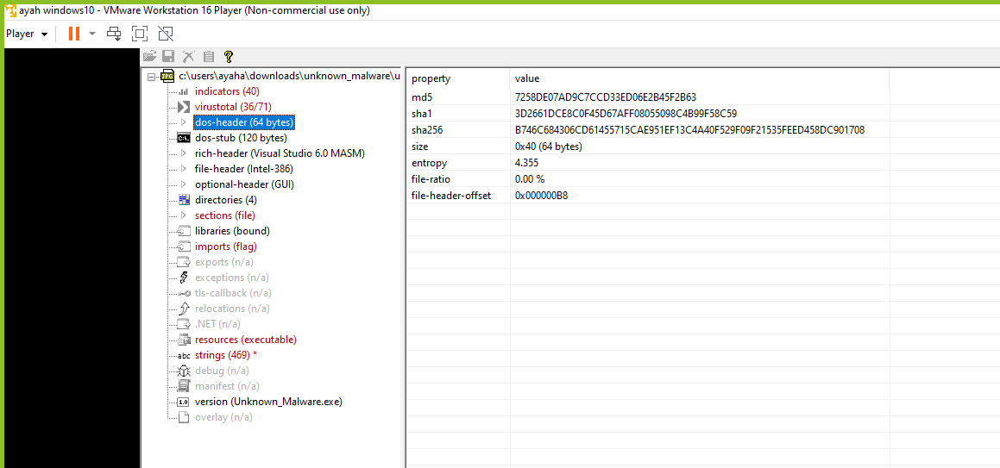 ayah windows10 - VMware Workstation 16 Player (Non-commercial use only)
Player
c:\users\ayaha\downloads\unknown_malware\u
indicators (40)
virustotal (36/71)
dos-header (64 bytes)
dos-stub (120 bytes)
rich-header (Visual Studio 6.0 MASM)
file-header (Intel-386)
optional-header (GUI)
directories (4)
sections (file)
libraries (bound)
imports (flag)
exports (n/a)
exceptions (n/a)
tls-callback (n/a)
relocations (n/a)
.NET (n/a)
resources (executable)
abc strings (469) *
debug (n/a)
manifest (n/a)
1.0 version (Unknown_Malware.exe)
overlay (n/a)
property value
md5 7258DE07AD9C7CCD33ED06E2B45F2B63
sha1 3D2661DCE8C0F45D67AFF08055098C4B99F58C59
sha256 B746C684306CD61455715CAE951EF13C4A40F529F09F21535FEED458DC901708
size 0x40 (64 bytes)
entropy 4.355
file-ratio 0.00 %
file-header-offset 0x000000B8